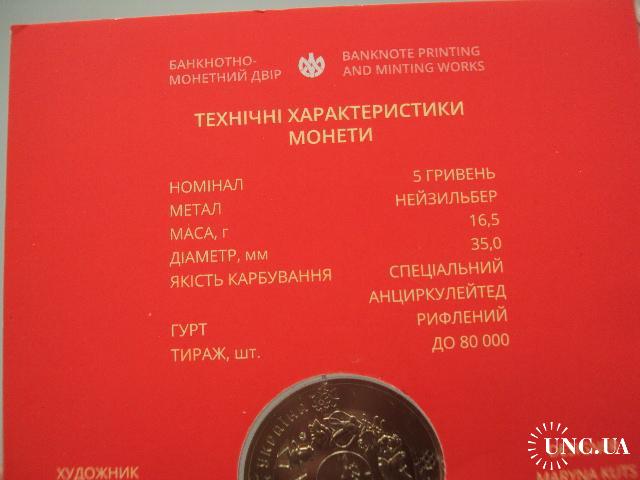 БАНКНОТНО-
МОНЕТНИЙ ДВІР
BANKNOTE PRINTING
AND MINTING WORKS
ТЕХНІЧНІ ХАРАКТЕРИСТИКИ
МОНЕТИ
НОМІНАЛ 5 ГРИВЕНЬ
МЕТАЛ НЕЙЗИЛЬБЕР
МАСА, г 16,5
ДІАМЕТР, мм 35,0
ЯКІСТЬ КАРБУВАННЯ СПЕЦІАЛЬНИЙ
АНЦИРКУЛЕЙТЕД
ГУРТ РИФЛЕНИЙ
ТИРАЖ, шт. ДО 80 000
УКРАЇНА
ХУДОЖНИК
MARYNA KUTS
UNC.UA